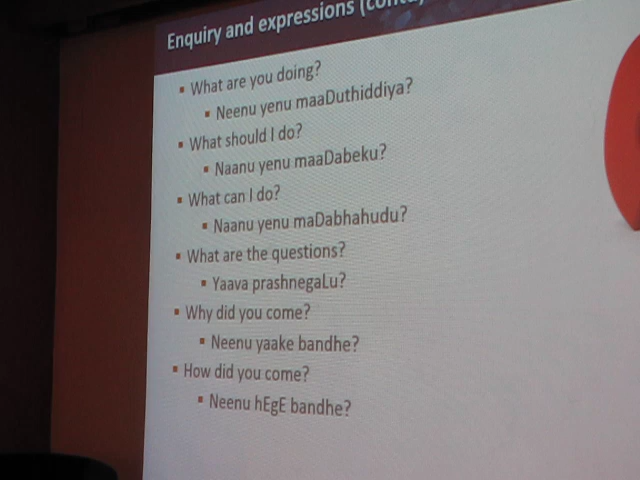 Enquiry and expressions
What are you doing?
Neenu yenu maaDuthiddiya?
What should I do?
Naanu yenu maaDabeku?
What can I do?
Naanu yenu maDabhahudu?
What are the questions?
Yaava prashnegaLu?
Why did you come?
Neenu yaake bandhe?
How did you come?
Neenu hEgE bandhe?